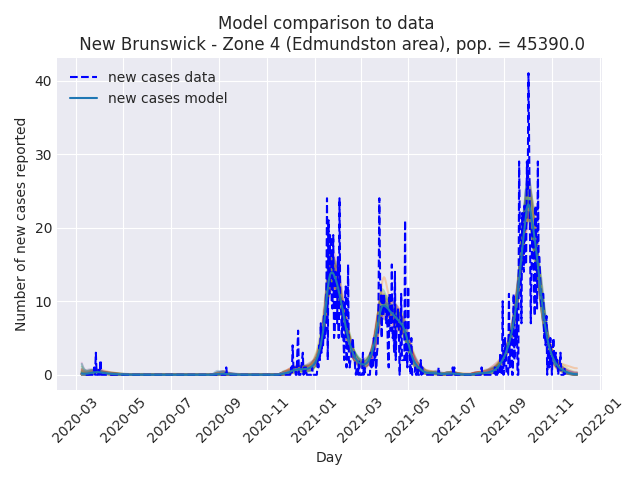 Model comparison to data
New Brunswick - Zone 4 (Edmundston area), pop. = 45390.0
new cases data
new cases model
Number of new cases reported
40
30
20
10
0
2020-03
2020-05
2020-07
2020-09
2020-11
2021-01
2021-03
2021-05
2021-07
2021-09
2021-11
2022-01
Day